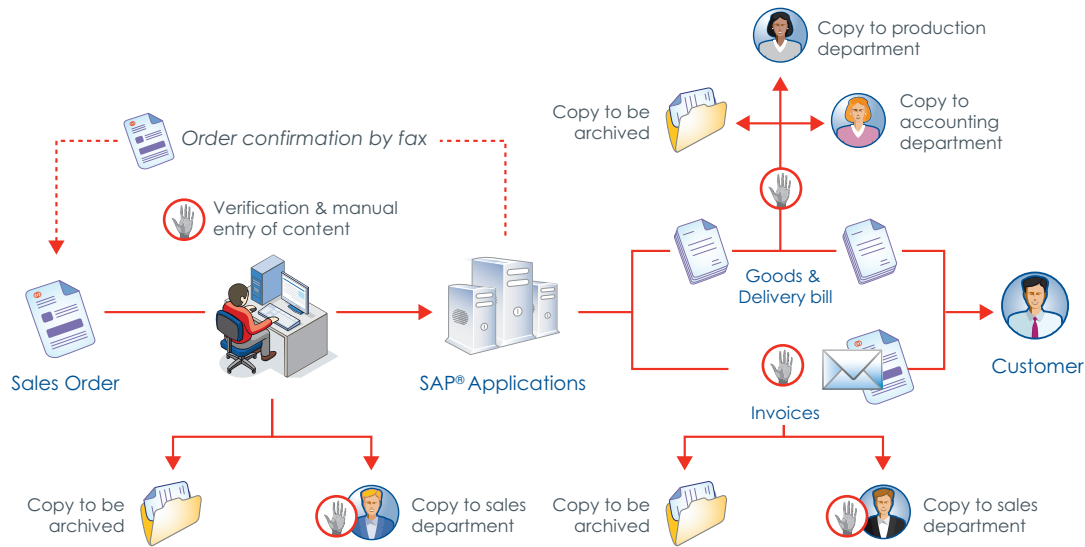 Copy to production
department
Copy to be
archived
Copy to
accounting
department
Order confirmation by fax
Verification & manual
entry of content
Goods &
Delivery bill
Sales Order
SAP® Applications
Customer
Invoices
Copy to be
archived
Copy to sales
department
Copy to be
archived
Copy to sales
department